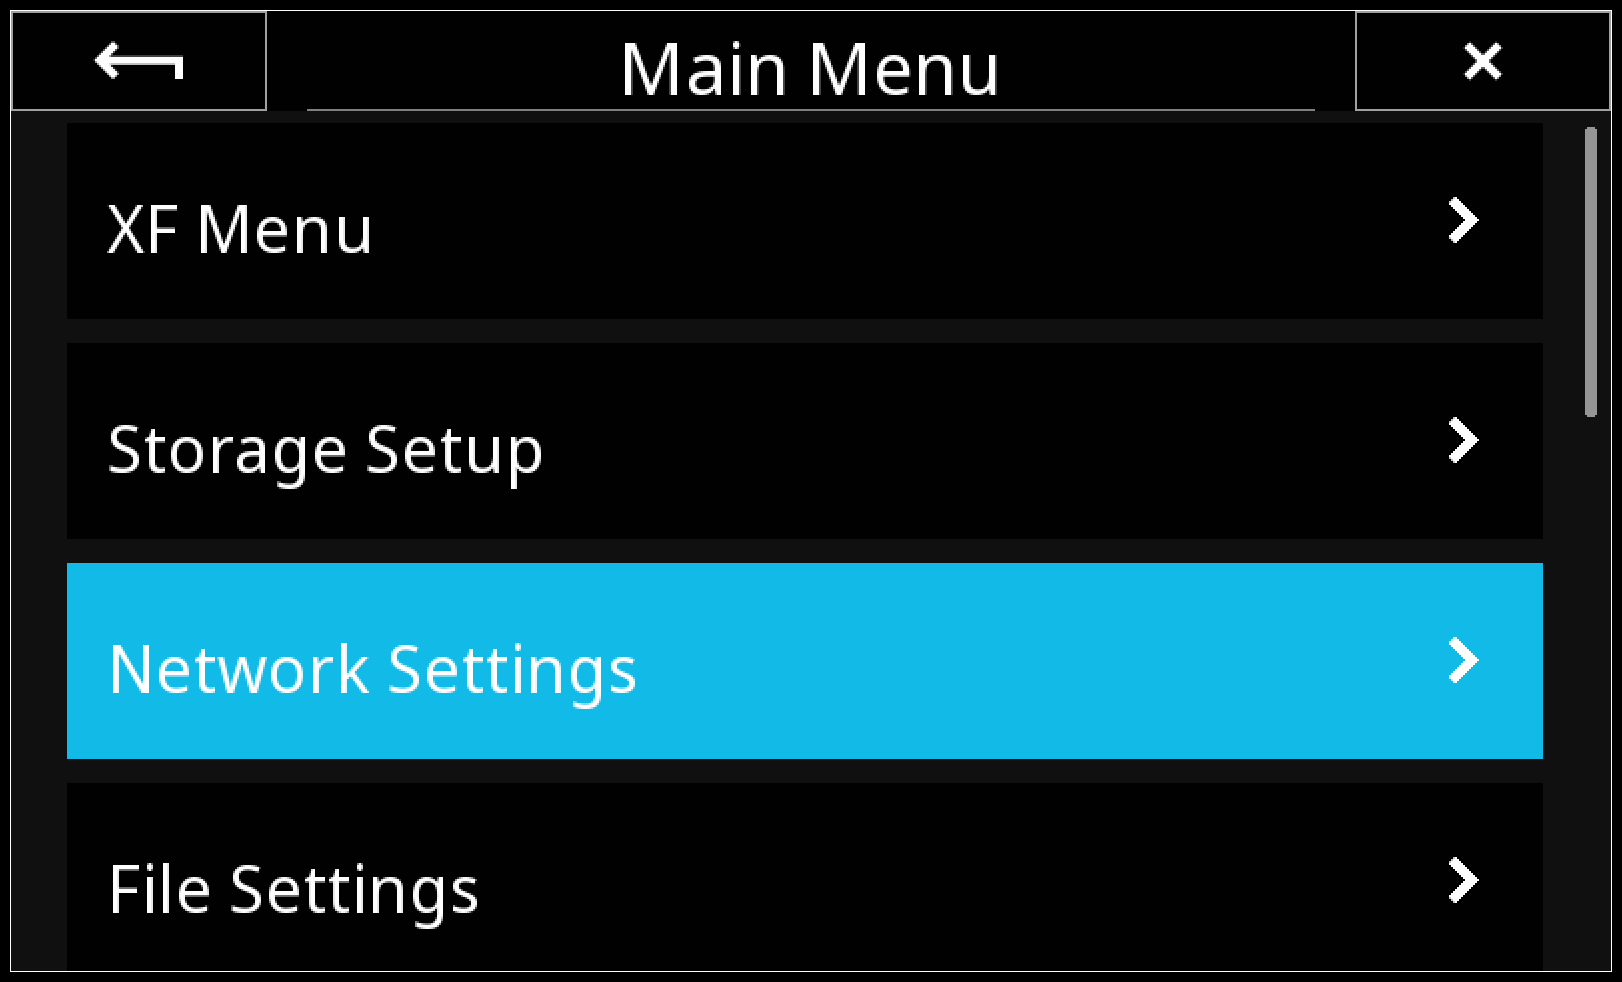 Main Menu
XF Menu
Storage Setup
Network Settings
File Settings